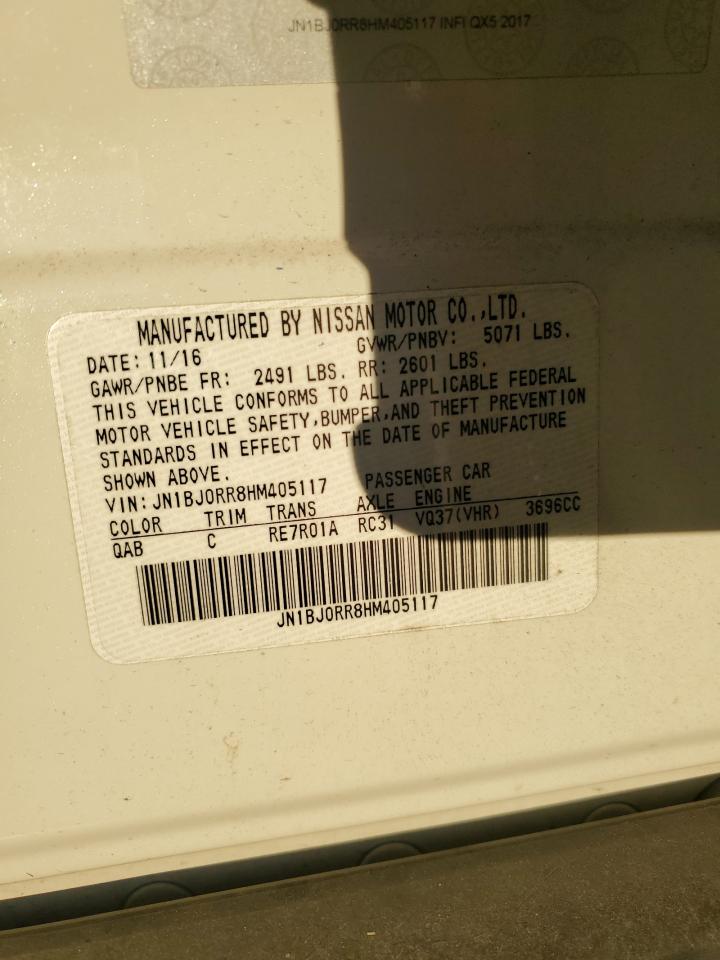 JN1BJ0RR8HM405117 INFI QX5 2017
MANUFACTURED BY NISSAN MOTOR CO.,LTD.
DATE: 11/16 GVWR/PNBV: 5071 LBS.
GAWR/PNBE FR: 2491 LBS. RR: 2601 LBS.
THIS VEHICLE CONFORMS TO ALL APPLICABLE FEDERAL
MOTOR VEHICLE SAFETY,BUMPER,AND THEFT PREVENTION
STANDARDS IN EFFECT ON THE DATE OF MANUFACTURE
SHOWN ABOVE.
VIN: JN1BJ0RR8HM405117 PASSENGER CAR
COLOR TRIM TRANS AXLE ENGINE
QAB C RE7R01A RC31 VQ37(VHR) 3696CC
JN1BJ0RR8HM405117